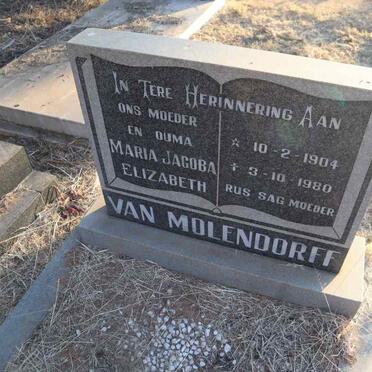 In Tere Herinnering Aan
ons moeder
en ouma
Maria Jacoba
Elizabeth
☆ 10-2-1904
✝ 3-10-1980
rus sag moeder
VAN MOLENDORFF